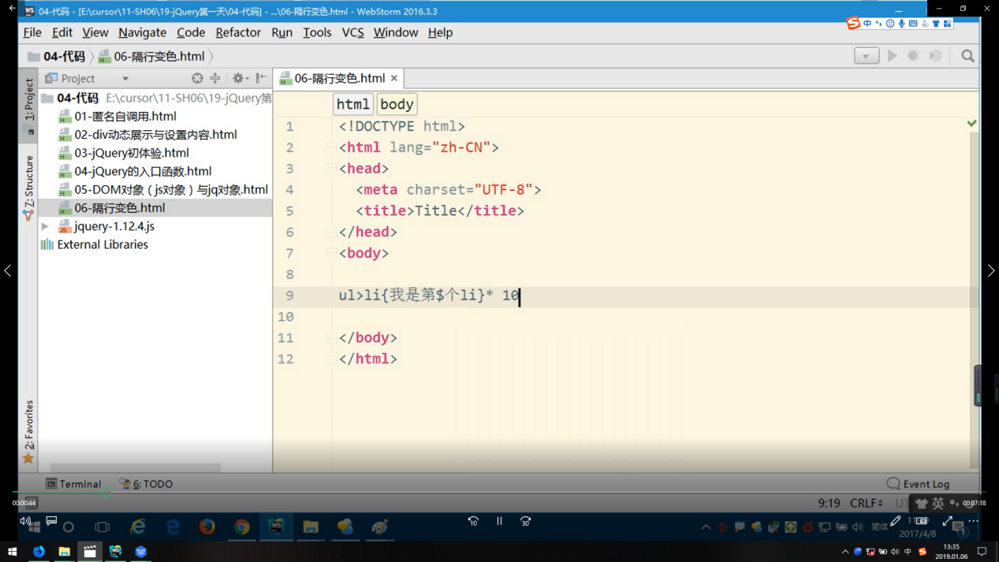 04-代码 - [E:\cursor\11-SH06\19-jQuery第一天\04-代码] - ...\06-隔行变色.html - WebStorm 2016.3.3
File Edit View Navigate Code Refactor Run Tools VCS Window Help
中
04-代码 06-隔行变色.html
Project
06-隔行变色.html
1: Project
Z: Structure
2: Favorites
04-代码 E:\cursor\11-SH06\19-jQuery第
01-匿名自调用.html
02-div动态展示与设置内容.html
03-jQuery初体验.html
04-jQuery的入口函数.html
05-DOM对象（js对象）与jq对象.html
06-隔行变色.html
jquery-1.12.4.js
External Libraries
html body
1 <!DOCTYPE html>
2 <html lang="zh-CN">
3 <head>
4 <meta charset="UTF-8">
5 <title>Title</title>
6 </head>
7 <body>
8
9 ul>li{我是第$个li}* 10
10
11 </body>
12 </html>
Terminal 6: TODO Event Log
9:19 CRLF 英
00:00:44 00:07:18
10 30
简体
2017/4/8
中
13:35
2019.01.06